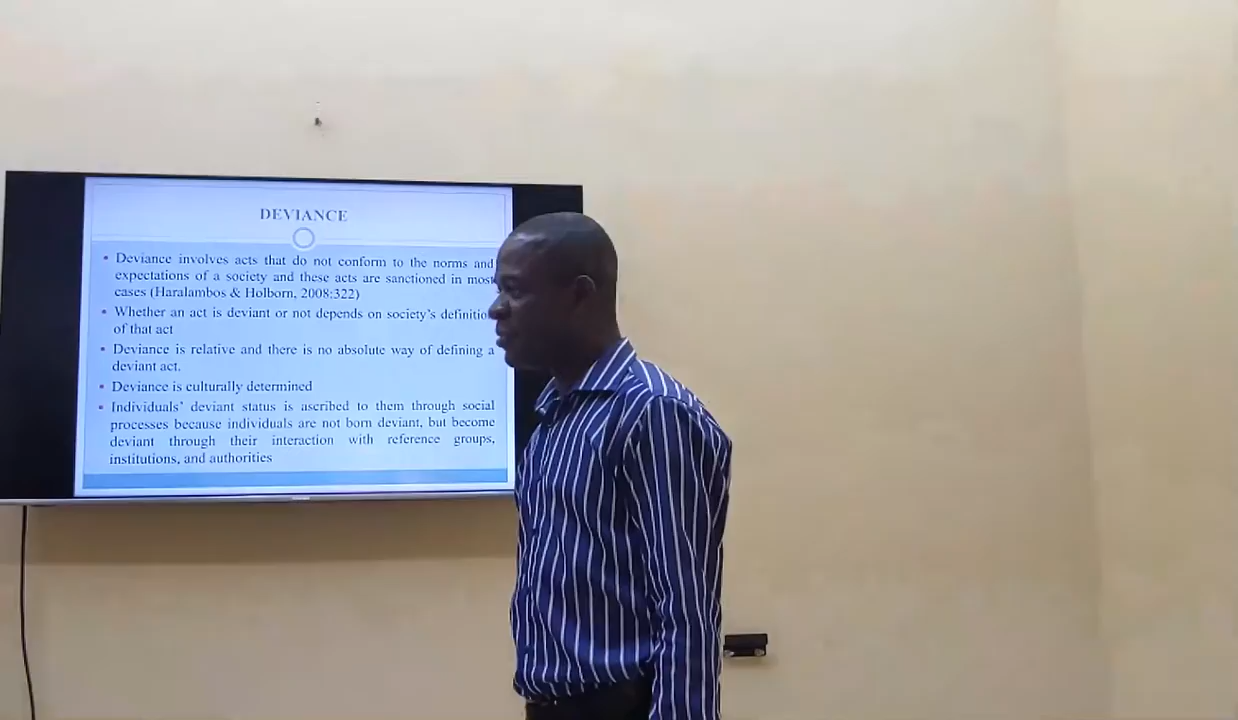 DEVIANCE
• Deviance involves acts that do not conform to the norms and
expectations of a society and these acts are sanctioned in most
cases (Haralambos & Holborn, 2008:322)
• Whether an act is deviant or not depends on society's definitio
of that act
• Deviance is relative and there is no absolute way of defining a
deviant act.
• Deviance is culturally determined
• Individuals' deviant status is ascribed to them through social
processes because individuals are not born deviant, but become
deviant through their interaction with reference groups,
institutions, and authorities